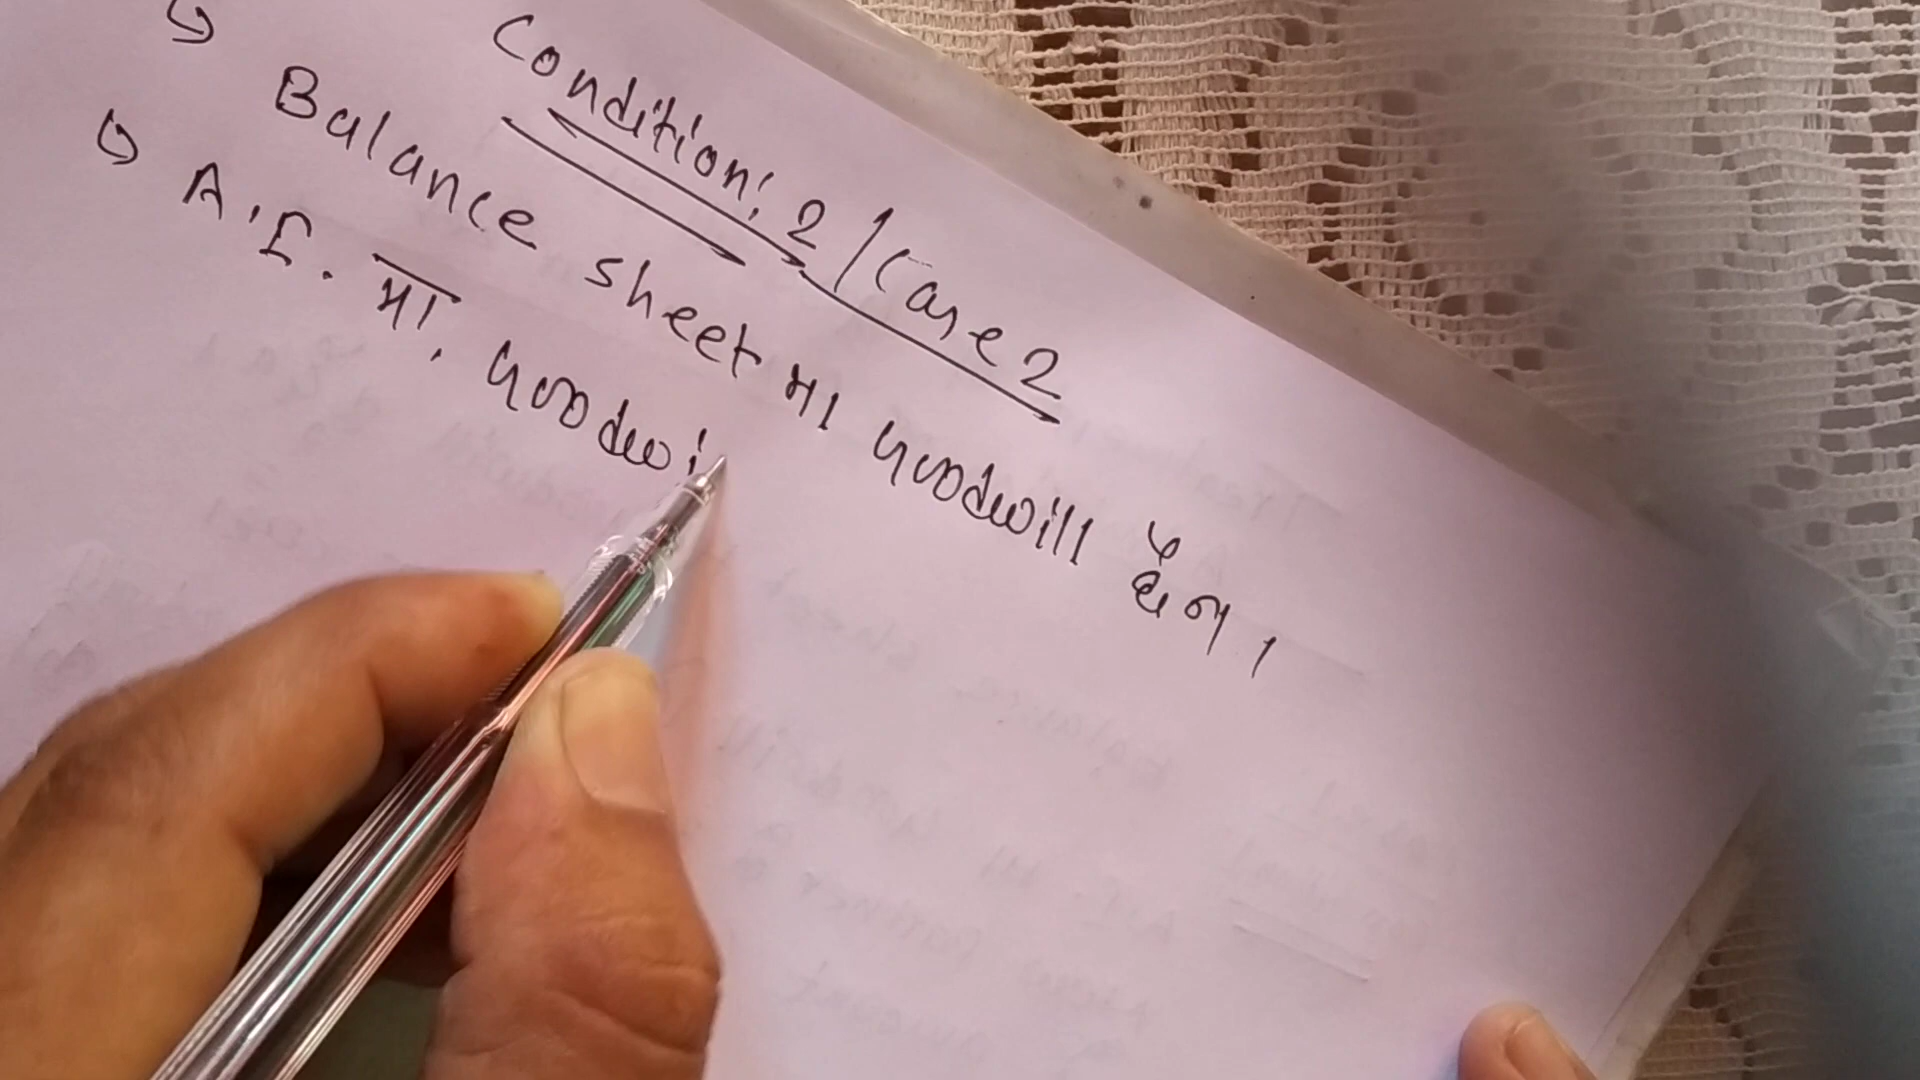 Condition: 2 / Case 2
↳ Balance sheet मा Goodwill छैन ।
↳ A.I. मा, Goodwi